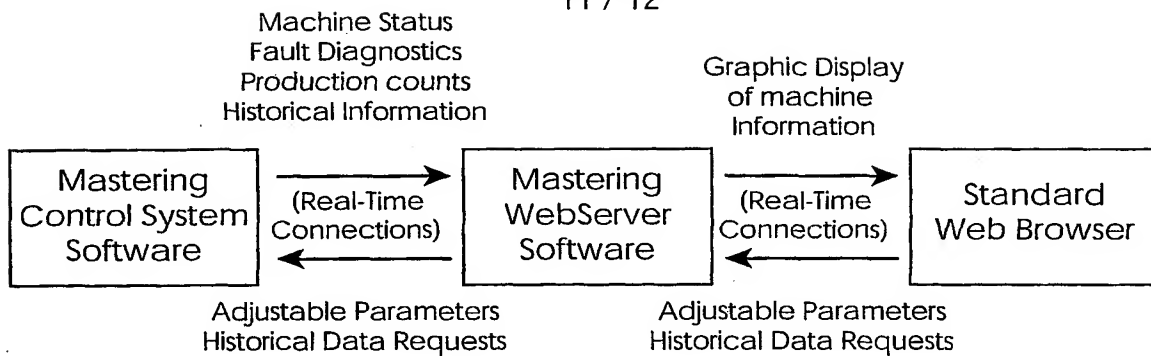 11 / 12
Machine Status
Fault Diagnostics
Production counts
Historical Information
Graphic Display
of machine
Information
Mastering
Control System
Software
(Real-Time
Connections)
Mastering
WebServer
Software
(Real-Time
Connections)
Standard
Web Browser
Adjustable Parameters
Historical Data Requests
Adjustable Parameters
Historical Data Requests